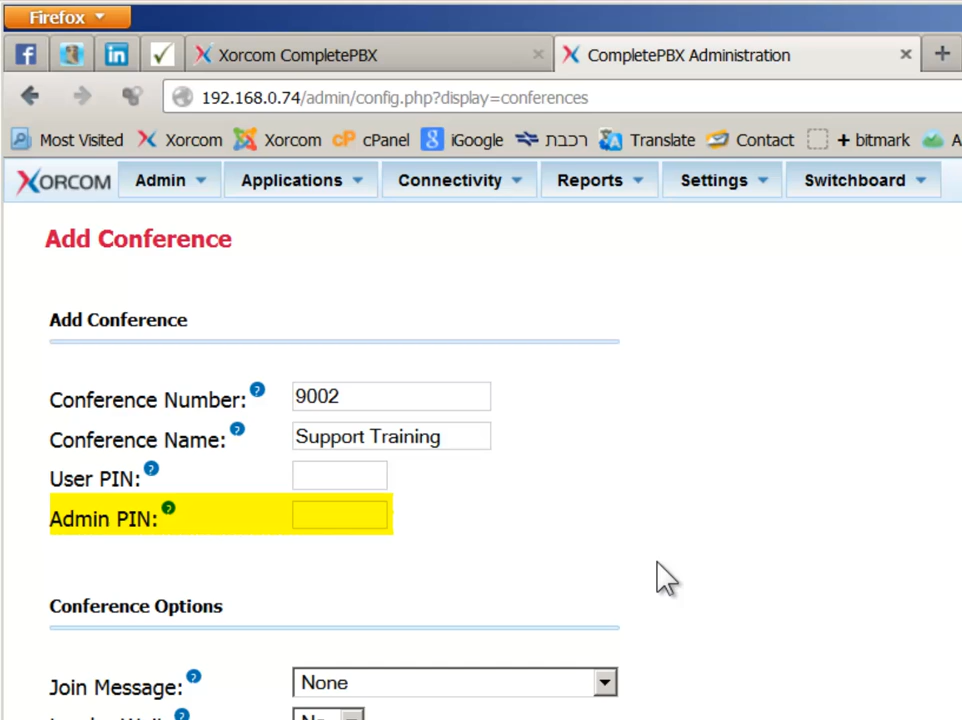 Firefox
Xorcom CompletePBX
CompletePBX Administration
192.168.0.74/admin/config.php?display=conferences
Most Visited Xorcom Xorcom cPanel iGoogle רכבת Translate Contact + bitmark A
XORCOM Admin Applications Connectivity Reports Settings Switchboard
Add Conference
Add Conference
Conference Number: ? 9002
Conference Name: ? Support Training
User PIN: ?
Admin PIN: ?
Conference Options
Join Message: ? None